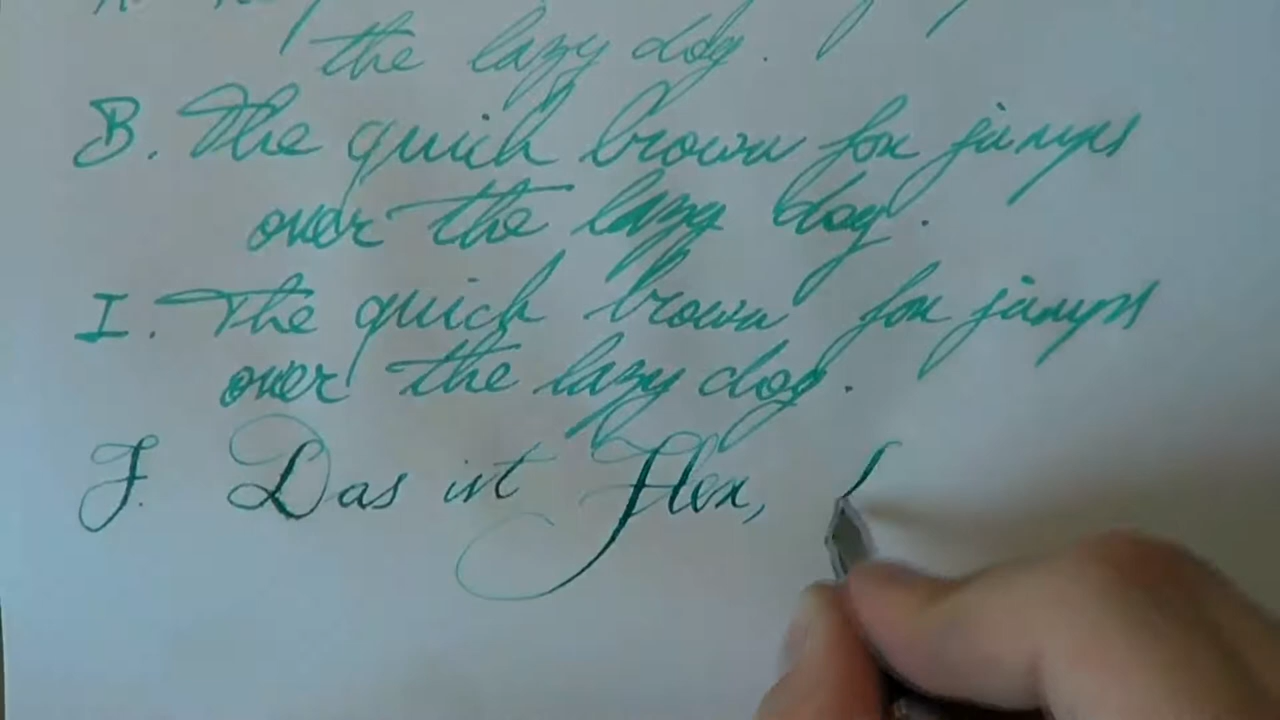 the lazy dog.
B. The quick brown fox jumps
over the lazy dog.
I. The quick brown fox jumps
over the lazy dog.
F. Das ist Flex,